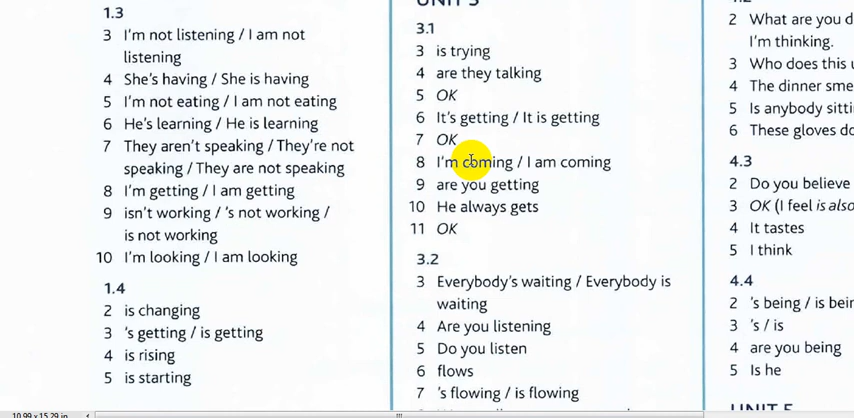 1.3
3 I'm not listening / I am not
listening
4 She's having / She is having
5 I'm not eating / I am not eating
6 He's learning / He is learning
7 They aren't speaking / They're not
speaking / They are not speaking
8 I'm getting / I am getting
9 isn't working / 's not working /
is not working
10 I'm looking / I am looking
1.4
2 is changing
3 's getting / is getting
4 is rising
5 is starting
3.1
3 is trying
4 are they talking
5 OK
6 It's getting / It is getting
7 OK
8 I'm coming / I am coming
9 are you getting
10 He always gets
11 OK
3.2
3 Everybody's waiting / Everybody is
waiting
4 Are you listening
5 Do you listen
6 flows
7 's flowing / is flowing
2 What are you d
I'm thinking.
3 Who does this
4 The dinner sme
5 Is anybody sitti
6 These gloves do
4.3
2 Do you believe
3 OK (I feel is also
4 It tastes
5 I think
4.4
2 's being / is bein
3 's / is
4 are you being
5 Is he
10.99 x 15.29 in